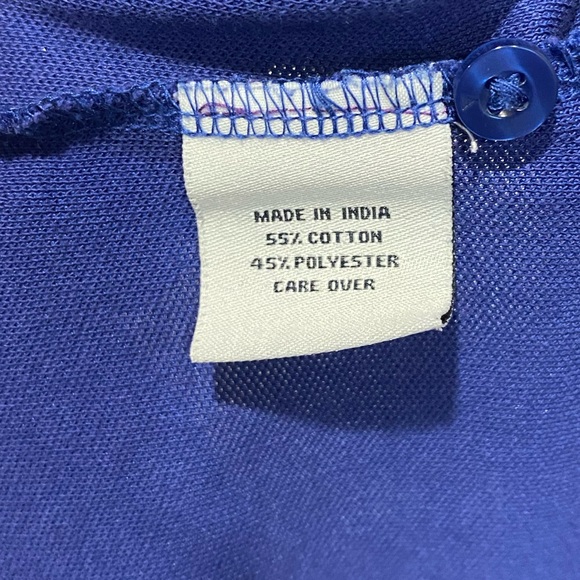 MADE IN INDIA
55% COTTON
45% POLYESTER
CARE OVER